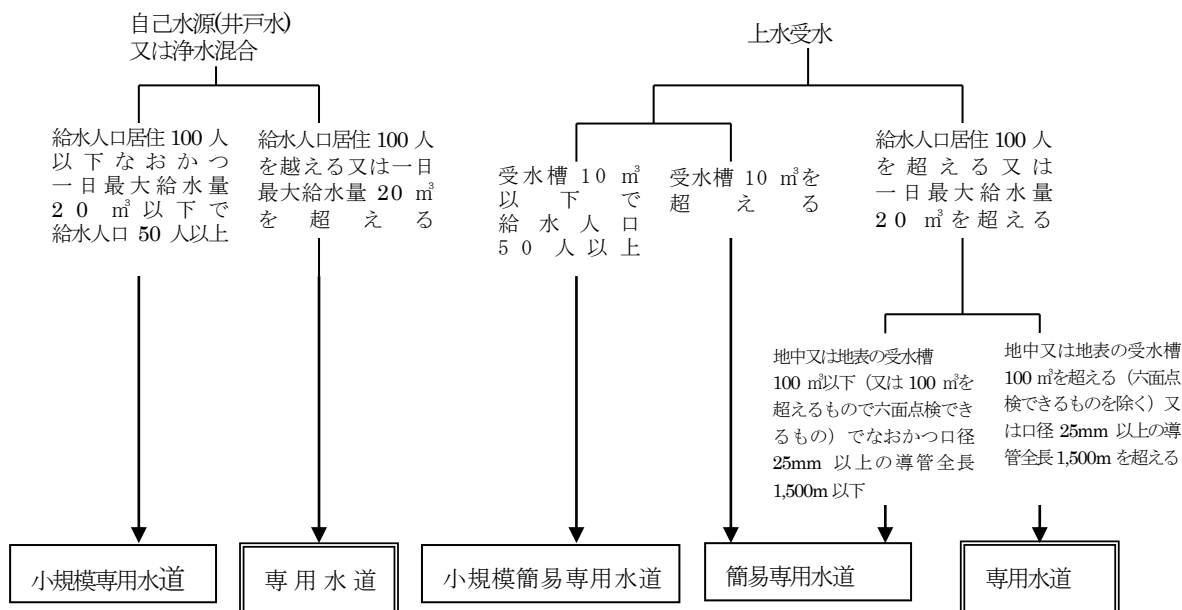 自己水源(井戸水)
又は浄水混合
上水受水
給水人口居住 100 人
以下なおかつ
一日最大給水量
20 ㎥以下で
給水人口 50 人以上
給水人口居住 100 人
を越える又は一日
最大給水量 20 ㎥
を超える
受水槽 10 ㎥
以下で
給水人口
50 人以上
受水槽 10 ㎥を
超える
給水人口居住 100 人
を超える又は
一日最大給水量
20 ㎥を超える
地中又は地表の受水槽
100 ㎥以下（又は 100 ㎥を
超えるもので六面点検でき
るもの）でなおかつ口径
25mm 以上の導管全長
1,500m 以下
地中又は地表の受水槽
100 ㎥を超える（六面点
検できるものを除く）又
は口径 25mm 以上の導
管全長 1,500m を超える
小規模専用水道
専用水道
小規模簡易専用水道
簡易専用水道
専用水道